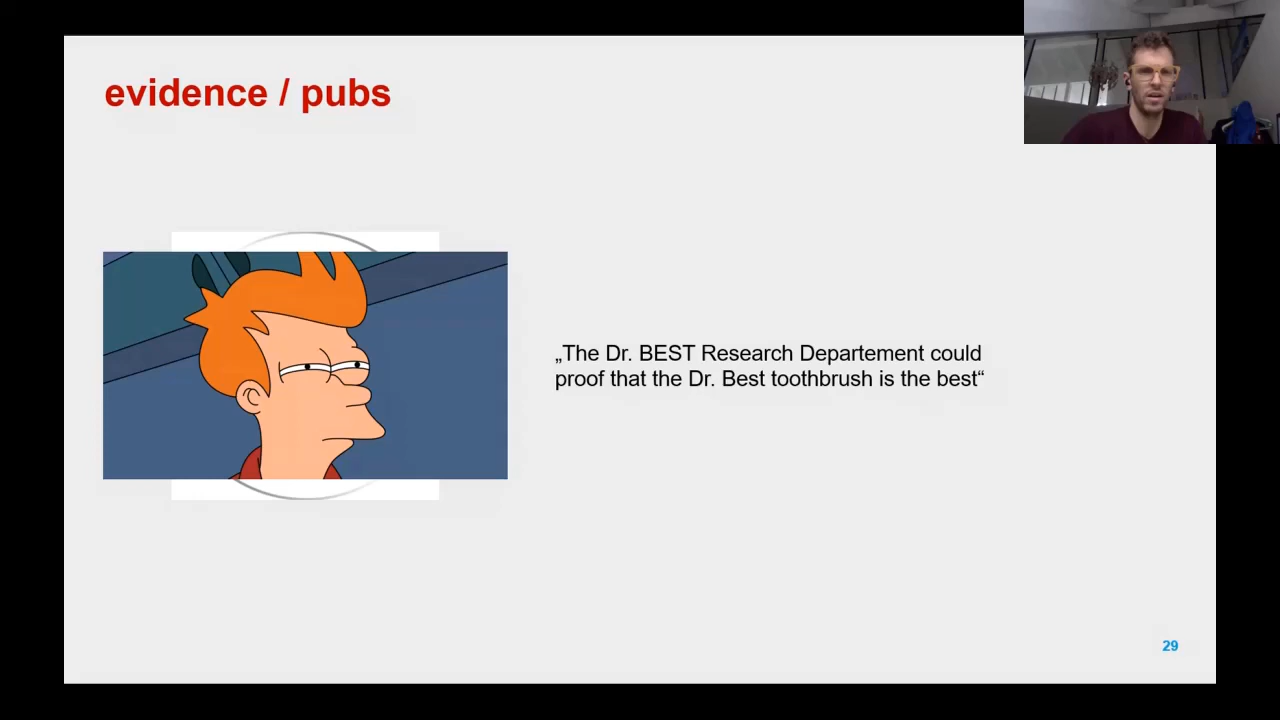 evidence / pubs
„The Dr. BEST Research Departement could
proof that the Dr. Best toothbrush is the best“
29